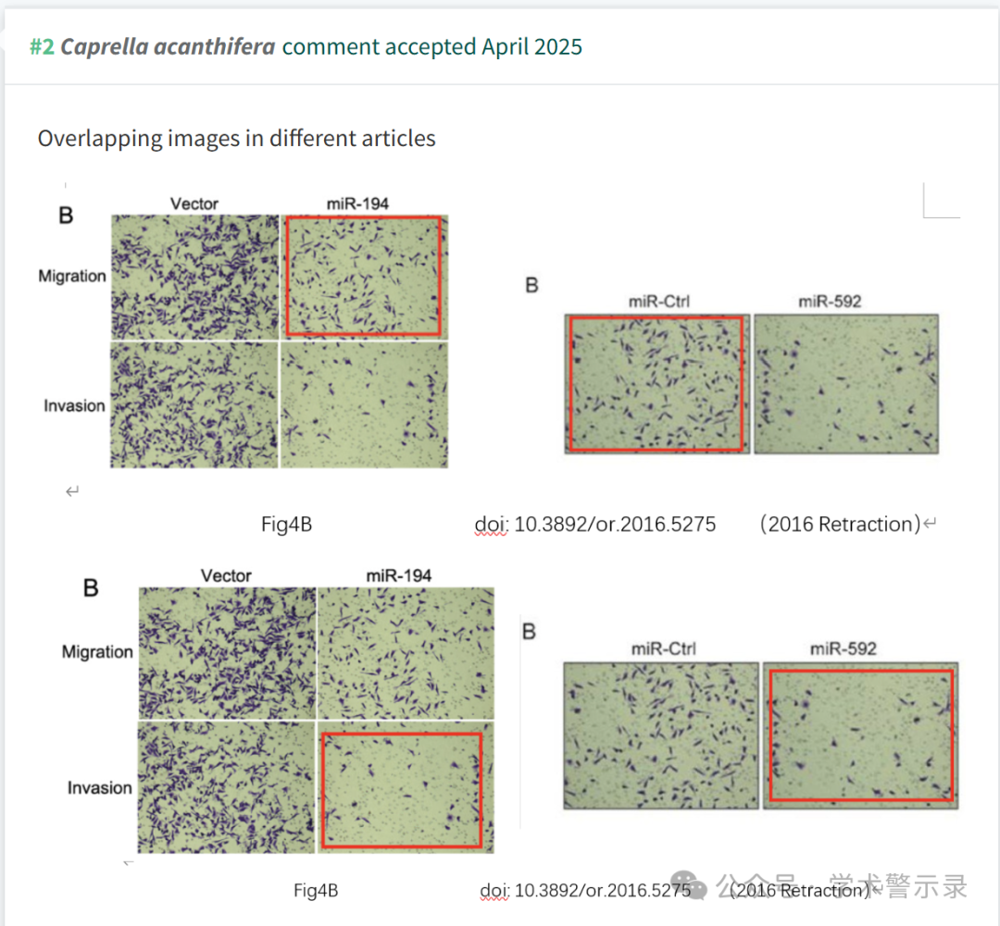 #2 Caprella acanthifera comment accepted April 2025
Overlapping images in different articles
B
Vector miR-194
Migration
Invasion
B
miR-Ctrl miR-592
↵
Fig4B doi: 10.3892/or.2016.5275 (2016 Retraction)↵
B
Vector miR-194
Migration
Invasion
B
miR-Ctrl miR-592
Fig4B doi: 10.3892/or.2016.5275 (2016 Retraction)↵
公众号 · 学术警示录